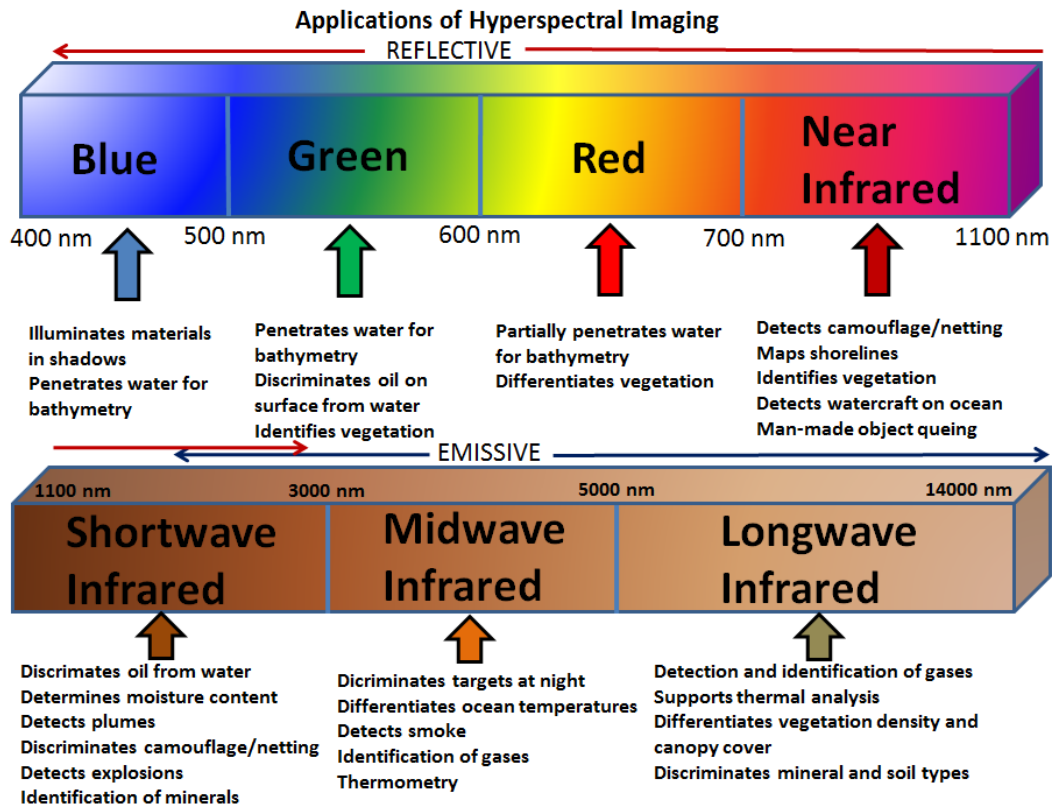 Applications of Hyperspectral Imaging
REFLECTIVE
Blue
Green
Red
Near
Infrared
400 nm
500 nm
600 nm
700 nm
1100 nm
Illuminates materials
in shadows
Penetrates water for
bathymetry
Penetrates water for
bathymetry
Discriminates oil on
surface from water
Identifies vegetation
Partially penetrates water
for bathymetry
Differentiates vegetation
Detects camouflage/netting
Maps shorelines
Identifies vegetation
Detects watercraft on ocean
Man-made object queing
EMISSIVE
1100 nm
3000 nm
5000 nm
14000 nm
Shortwave
Infrared
Midwave
Infrared
Longwave
Infrared
Discrimates oil from water
Determines moisture content
Detects plumes
Discriminates camouflage/netting
Detects explosions
Identification of minerals
Dicriminates targets at night
Differentiates ocean temperatures
Detects smoke
Identification of gases
Thermometry
Detection and identification of gases
Supports thermal analysis
Differentiates vegetation density and
canopy cover
Discriminates mineral and soil types